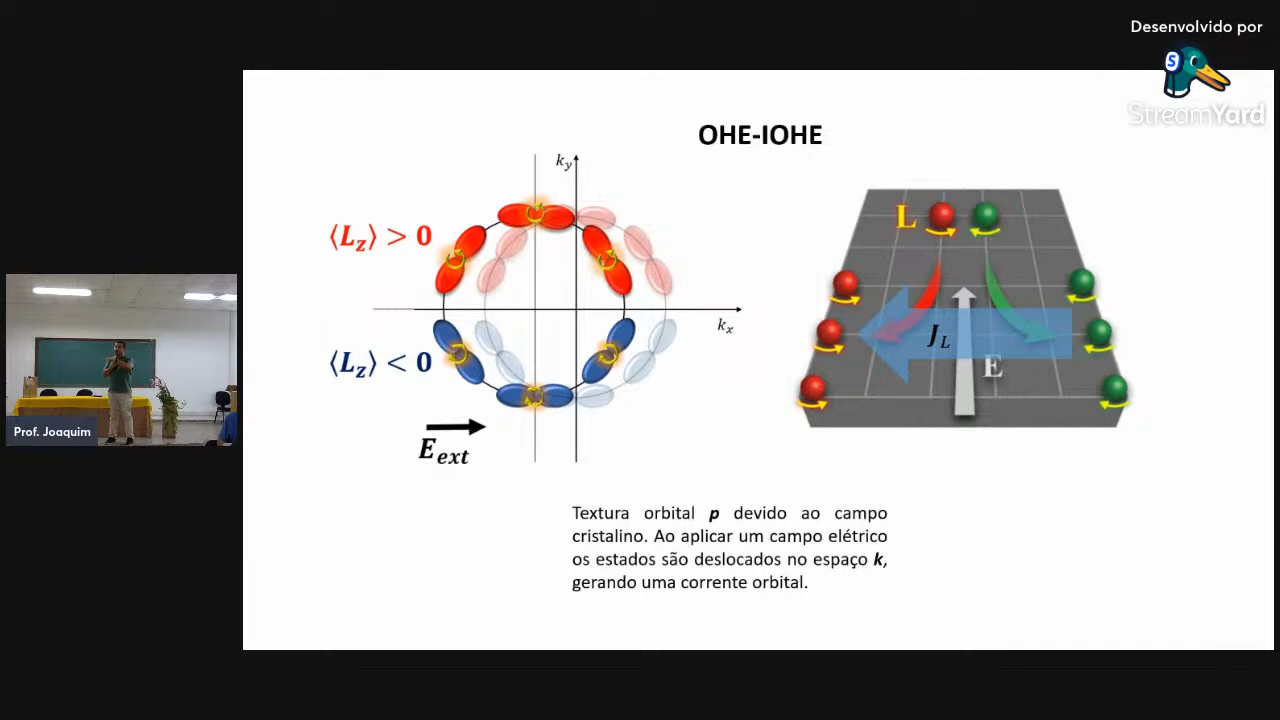 Desenvolvido por
S
StreamYard
OHE-IOHE
k_y
⟨L_z⟩ > 0
k_x
⟨L_z⟩ < 0
E_ext
L
J_L
E
Prof. Joaquim
Textura orbital p devido ao campo
cristalino. Ao aplicar um campo elétrico
os estados são deslocados no espaço k,
gerando uma corrente orbital.